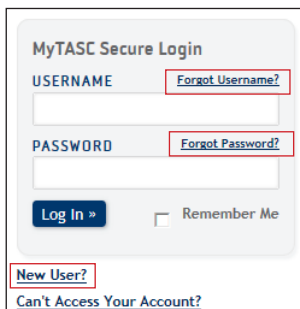 MyTASC Secure Login
USERNAME Forgot Username?
PASSWORD Forgot Password?
Log In » Remember Me
New User?
Can't Access Your Account?